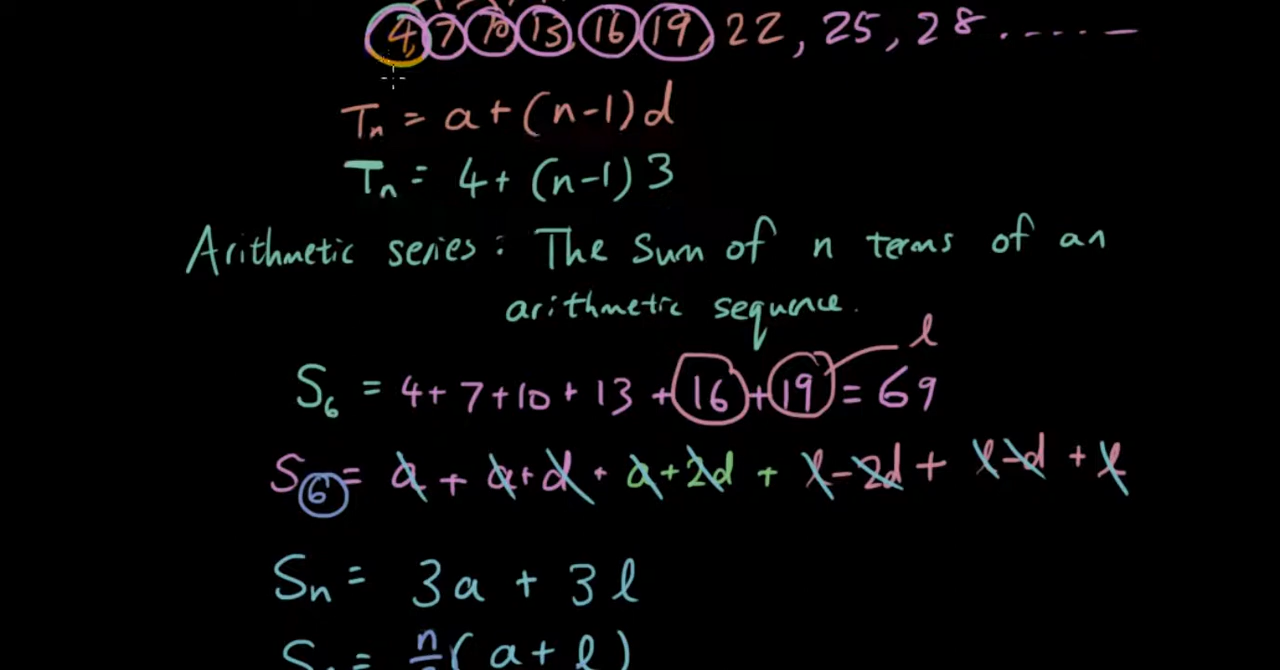 4, 7, 10, 13, 16, 19, 22, 25, 28 ......
Tn = a + (n-1)d
Tn = 4 + (n-1)3
Arithmetic series: The sum of n terms of an
arithmetic sequence.
l
S6 = 4 + 7 + 10 + 13 + 16 + 19 = 69
S6 = a + a + d + a + 2d + l - 2d + l - d + l
Sn = 3a + 3l
= n (a + l)